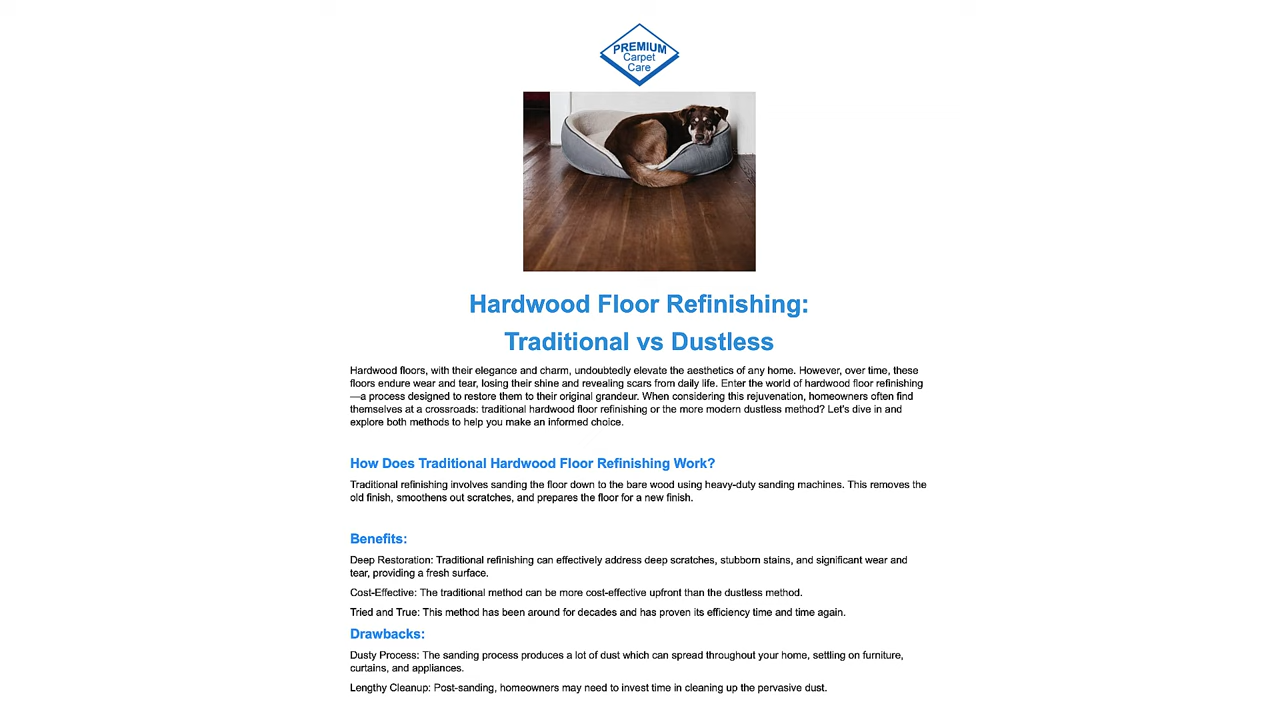 PREMIUM
Carpet
Care
Hardwood Floor Refinishing:
Traditional vs Dustless
Hardwood floors, with their elegance and charm, undoubtedly elevate the aesthetics of any home. However, over time, these
floors endure wear and tear, losing their shine and revealing scars from daily life. Enter the world of hardwood floor refinishing
—a process designed to restore them to their original grandeur. When considering this rejuvenation, homeowners often find
themselves at a crossroads: traditional hardwood floor refinishing or the more modern dustless method? Let's dive in and
explore both methods to help you make an informed choice.
How Does Traditional Hardwood Floor Refinishing Work?
Traditional refinishing involves sanding the floor down to the bare wood using heavy-duty sanding machines. This removes the
old finish, smoothens out scratches, and prepares the floor for a new finish.
Benefits:
Deep Restoration: Traditional refinishing can effectively address deep scratches, stubborn stains, and significant wear and
tear, providing a fresh surface.
Cost-Effective: The traditional method can be more cost-effective upfront than the dustless method.
Tried and True: This method has been around for decades and has proven its efficiency time and time again.
Drawbacks:
Dusty Process: The sanding process produces a lot of dust which can spread throughout your home, settling on furniture,
curtains, and appliances.
Lengthy Cleanup: Post-sanding, homeowners may need to invest time in cleaning up the pervasive dust.